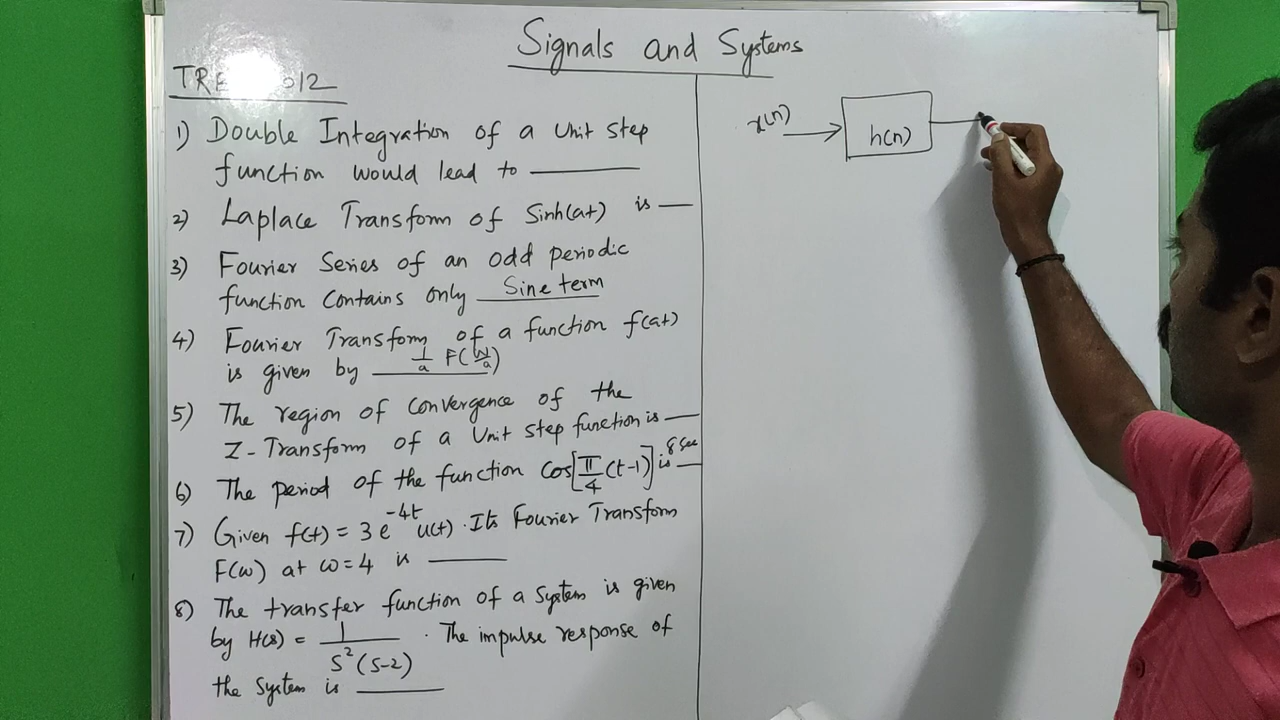 Signals and Systems
TRE 012
1) Double Integration of a Unit step
function would lead to ______
2) Laplace Transform of Sinh(at) is __
3) Fourier Series of an odd periodic
function contains only Sine term
4) Fourier Transform of a function f(at)
is given by 1/a F(w/a)
5) The region of convergence of the
Z-Transform of a Unit step function is __
6) The period of the function Cos[π/4(t-1)] is 8 sec
7) Given f(t) = 3e^-4t u(t). Its Fourier Transform
F(ω) at ω=4 is ______
8) The transfer function of a System is given
by H(s) = 1/S²(S-2) . The impulse response of
the System is ______
x(n)
h(n)